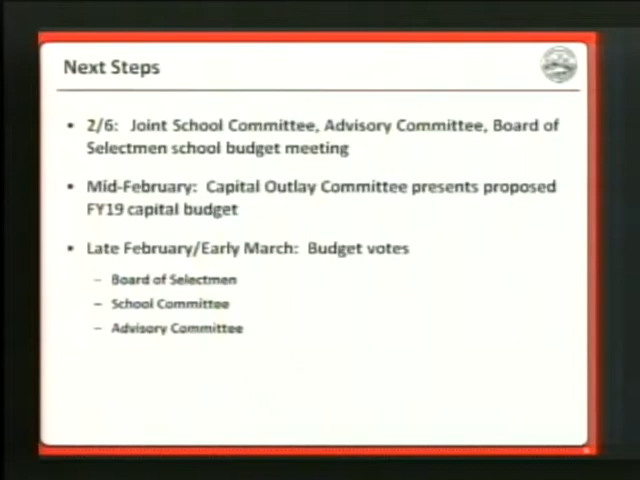 Next Steps
• 2/6: Joint School Committee, Advisory Committee, Board of
Selectmen school budget meeting
• Mid-February: Capital Outlay Committee presents proposed
FY19 capital budget
• Late February/Early March: Budget votes
– Board of Selectmen
– School Committee
– Advisory Committee